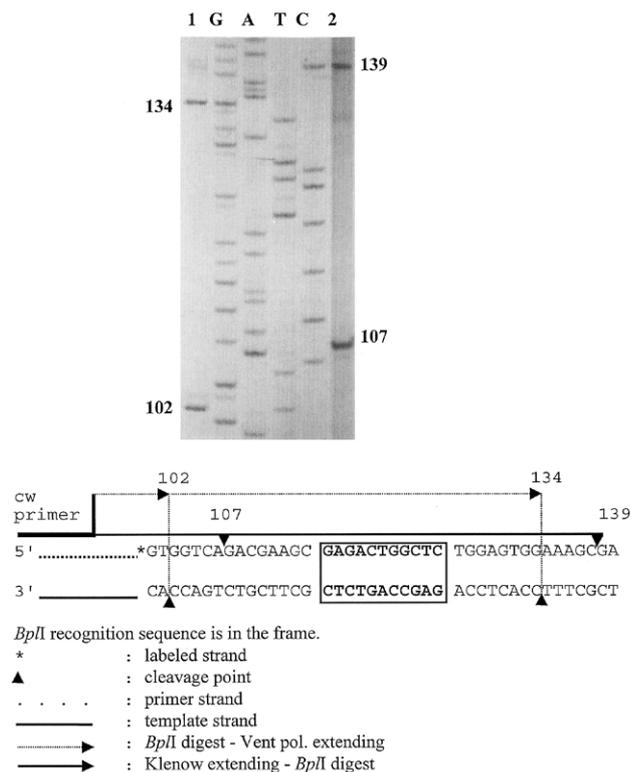 1 G A T C 2
139
134
107
102
102 134
cw
primer
107 139
5' *GTGGTCAGACGAAGC GAGACTGGCTC TGGAGTGGAAAGCGA
3' CACCAGTCTGCTTCG CTCTGACCGAG ACCTCACCTTTCGCT
BplI recognition sequence is in the frame.
* : labeled strand
▲ : cleavage point
. . . . : primer strand
: template strand
: BplI digest - Vent pol. extending
: Klenow extending - BplI digest